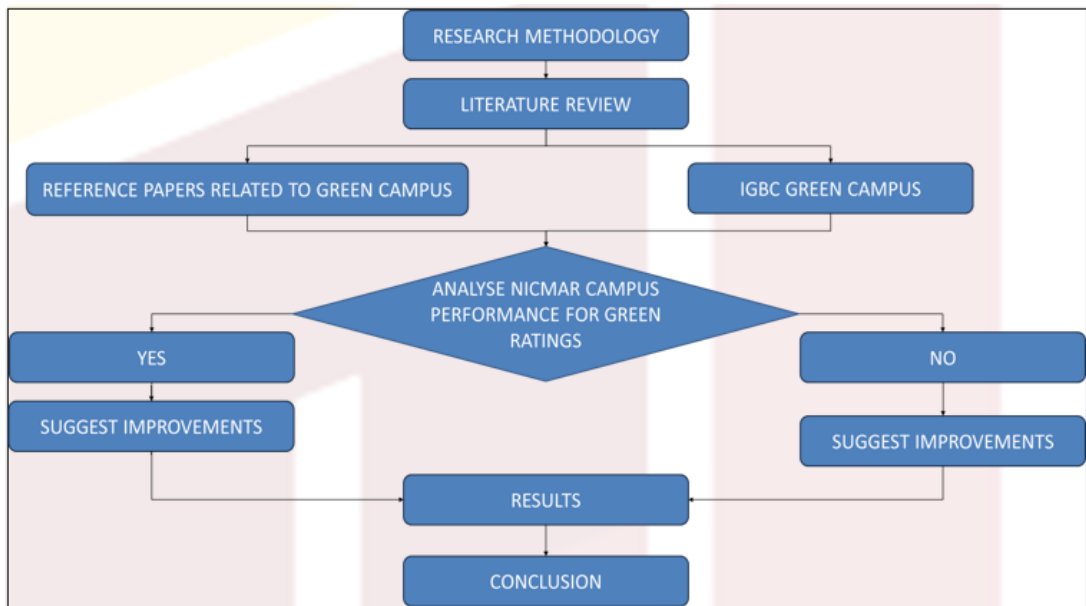 RESEARCH METHODOLOGY
LITERATURE REVIEW
REFERENCE PAPERS RELATED TO GREEN CAMPUS
IGBC GREEN CAMPUS
ANALYSE NICMAR CAMPUS
PERFORMANCE FOR GREEN
RATINGS
YES
NO
SUGGEST IMPROVEMENTS
SUGGEST IMPROVEMENTS
RESULTS
CONCLUSION